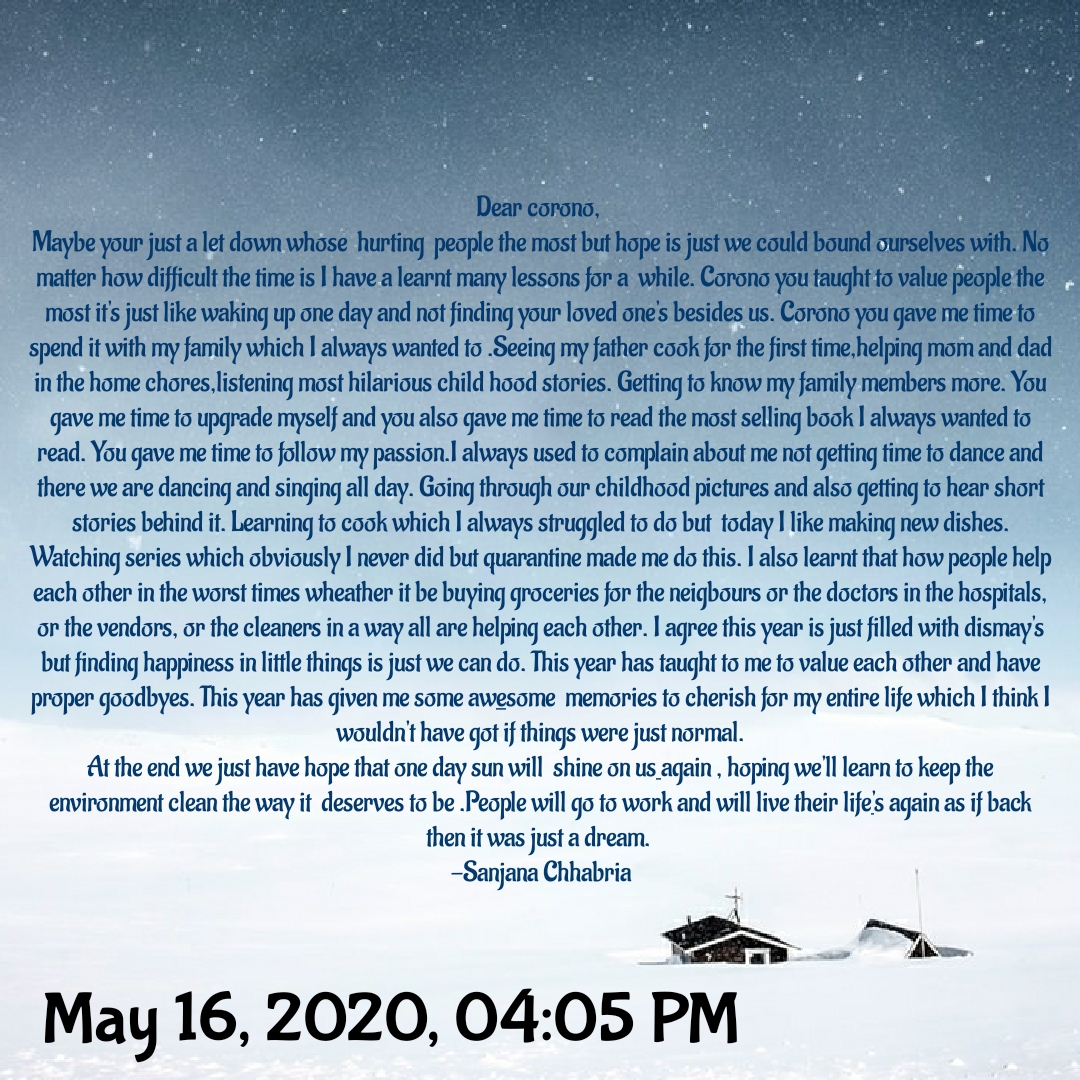 Dear corono,
Maybe your just a let down whose  hurting  people the most but hope is just we could bound ourselves with. No
matter how difficult the time is I have a learnt many lessons for a  while. Corono you taught to value people the
most it's just like waking up one day and not finding your loved one's besides us. Corono you gave me time to
spend it with my family which I always wanted to .Seeing my father cook for the first time,helping mom and dad
in the home chores,listening most hilarious child hood stories. Getting to know my family members more. You
gave me time to upgrade myself and you also gave me time to read the most selling book I always wanted to
read. You gave me time to follow my passion.I always used to complain about me not getting time to dance and
there we are dancing and singing all day. Going through our childhood pictures and also getting to hear short
stories behind it. Learning to cook which I always struggled to do but  today I like making new dishes.
Watching series which obviously I never did but quarantine made me do this. I also learnt that how people help
each other in the worst times wheather it be buying groceries for the neigbours or the doctors in the hospitals,
or the vendors, or the cleaners in a way all are helping each other. I agree this year is just filled with dismay's
but finding happiness in little things is just we can do. This year has taught to me to value each other and have
proper goodbyes. This year has given me some awesome  memories to cherish for my entire life which I think I
wouldn't have got if things were just normal.
At the end we just have hope that one day sun will  shine on us again , hoping we'll learn to keep the
environment clean the way it  deserves to be .People will go to work and will live their life's again as if back
then it was just a dream.
-Sanjana Chhabria
May 16, 2020, 04:05 PM